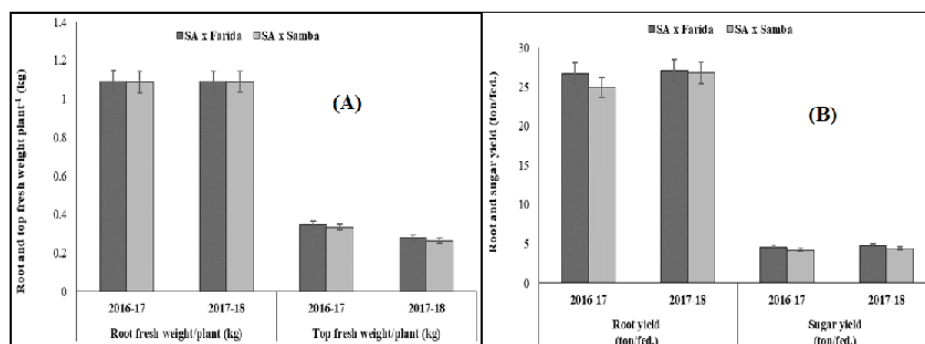 SA x Farida SA x Samba
1.4
1.2
1
0.8
0.6
0.4
0.2
0
Root and top fresh weight plant⁻¹ (kg)
(A)
2016-17 2017-18 2016-17 2017-18
Root fresh weight/plant (kg) Top fresh weight/plant (kg)
SA x Farida SA x Samba
30
25
20
15
10
5
0
Root and sugar yield (ton/fed.)
(B)
2016-17 2017-18 2016-17 2017-18
Root yield Sugar yield
(ton/fed.) (ton/fed.)